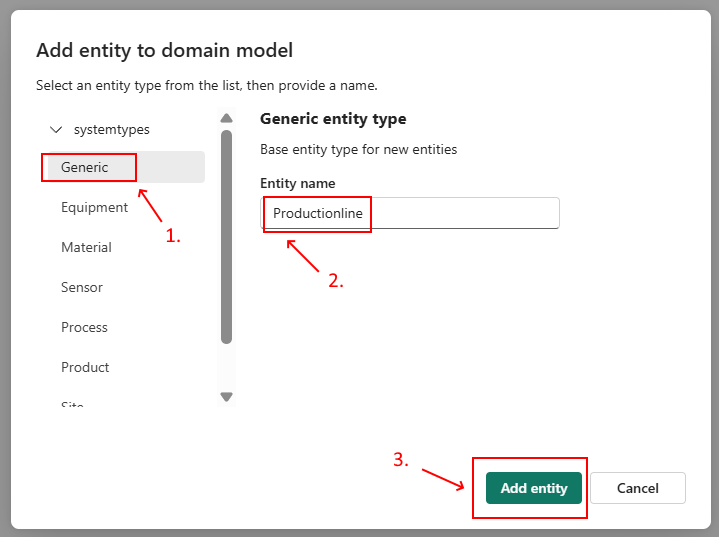 Add entity to domain model
Select an entity type from the list, then provide a name.
systemtypes
Generic
Equipment
Material
Sensor
Process
Product
Site
Generic entity type
Base entity type for new entities
Entity name
Productionline
1.
2.
3.
Add entity
Cancel